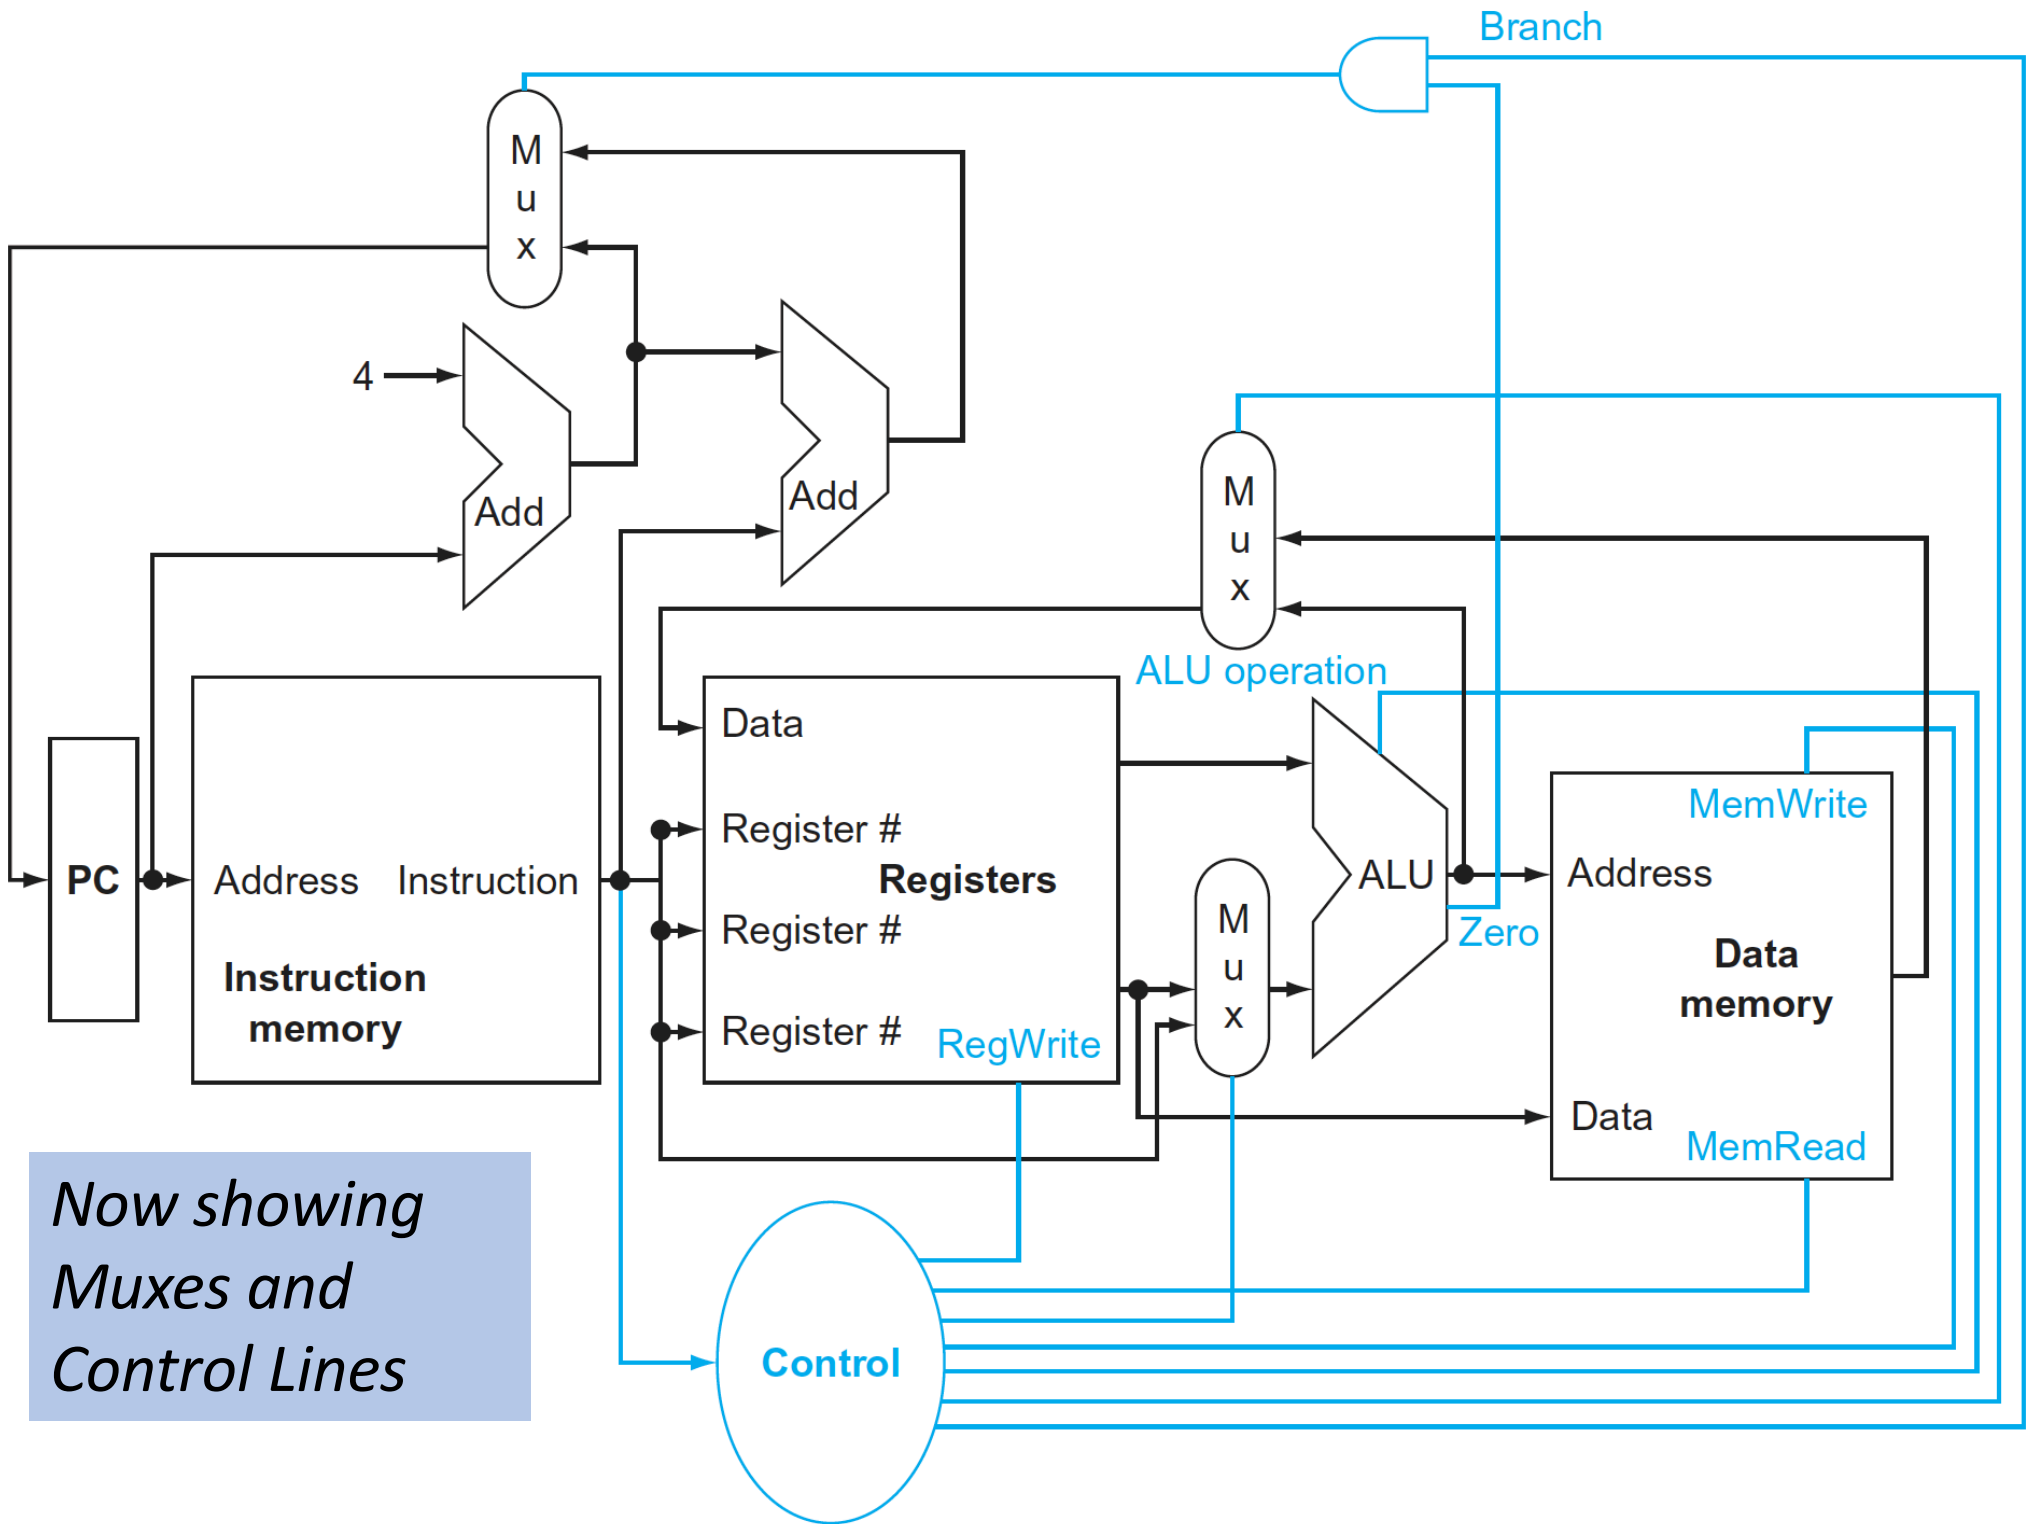 Branch
M
u
x
4
Add
Add
M
u
x
ALU operation
Data
MemWrite
Register #
PC
Address
Instruction
Registers
M
u
x
ALU
Address
Register #
Zero
Instruction
memory
Data
memory
Register #
RegWrite
Data
MemRead
Now showing
Muxes and
Control Lines
Control